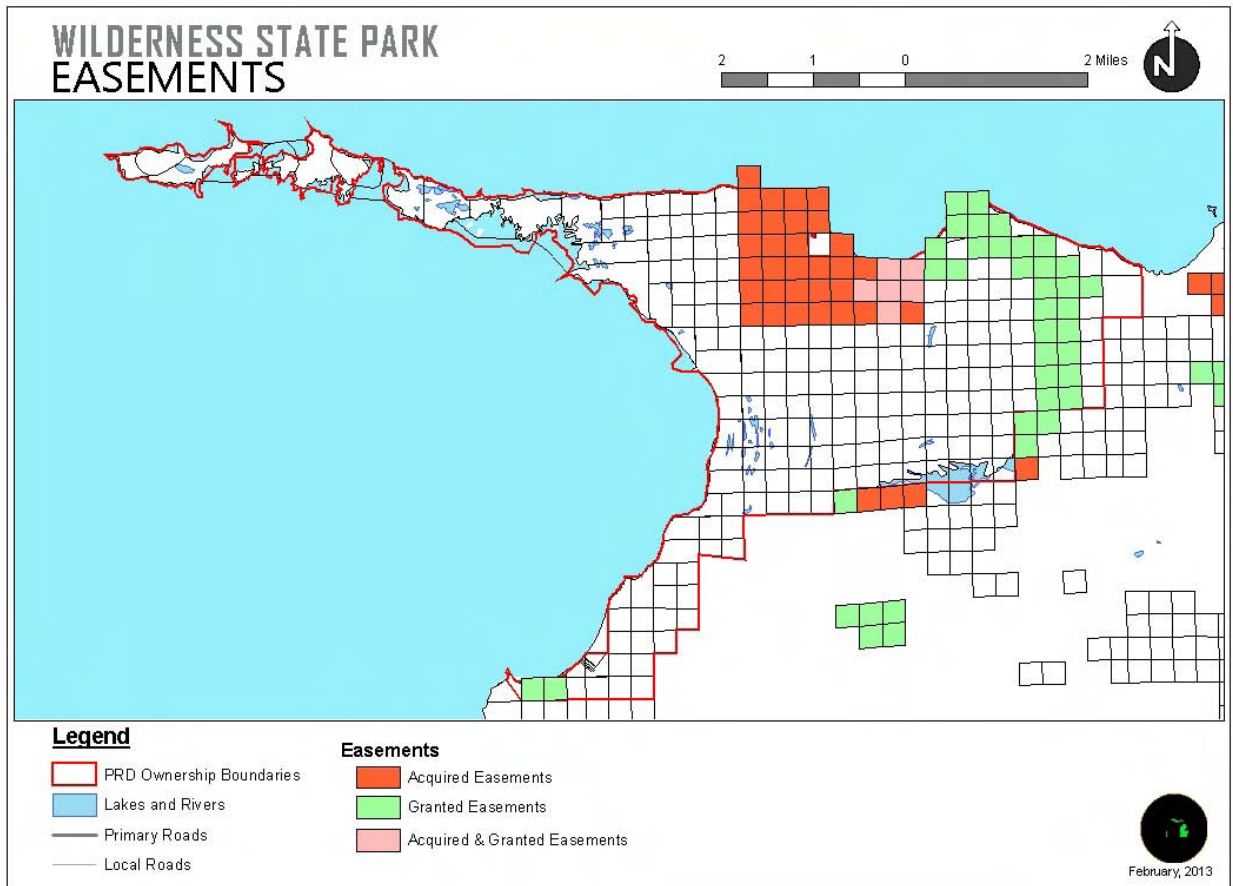 WILDERNESS STATE PARK
EASEMENTS
2 1 0 2 Miles
N
Legend
PRD Ownership Boundaries
Lakes and Rivers
Primary Roads
Local Roads
Easements
Acquired Easements
Granted Easements
Acquired & Granted Easements
February, 2013